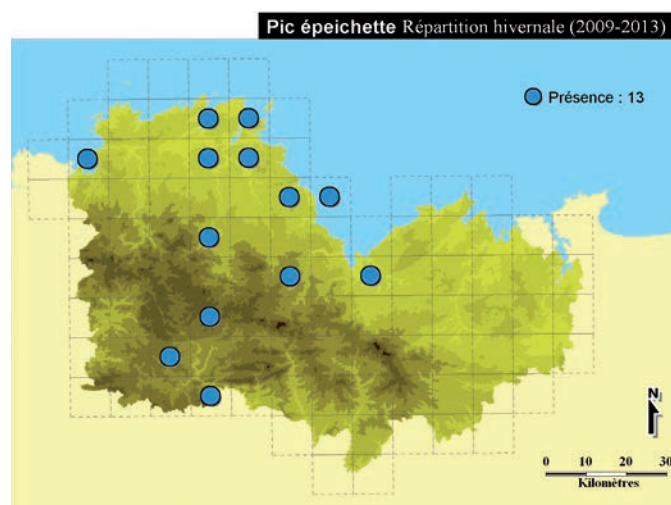 Pic épeichette Répartition hivernale (2009-2013)
Présence : 13
N
0 10 20 30
Kilomètres